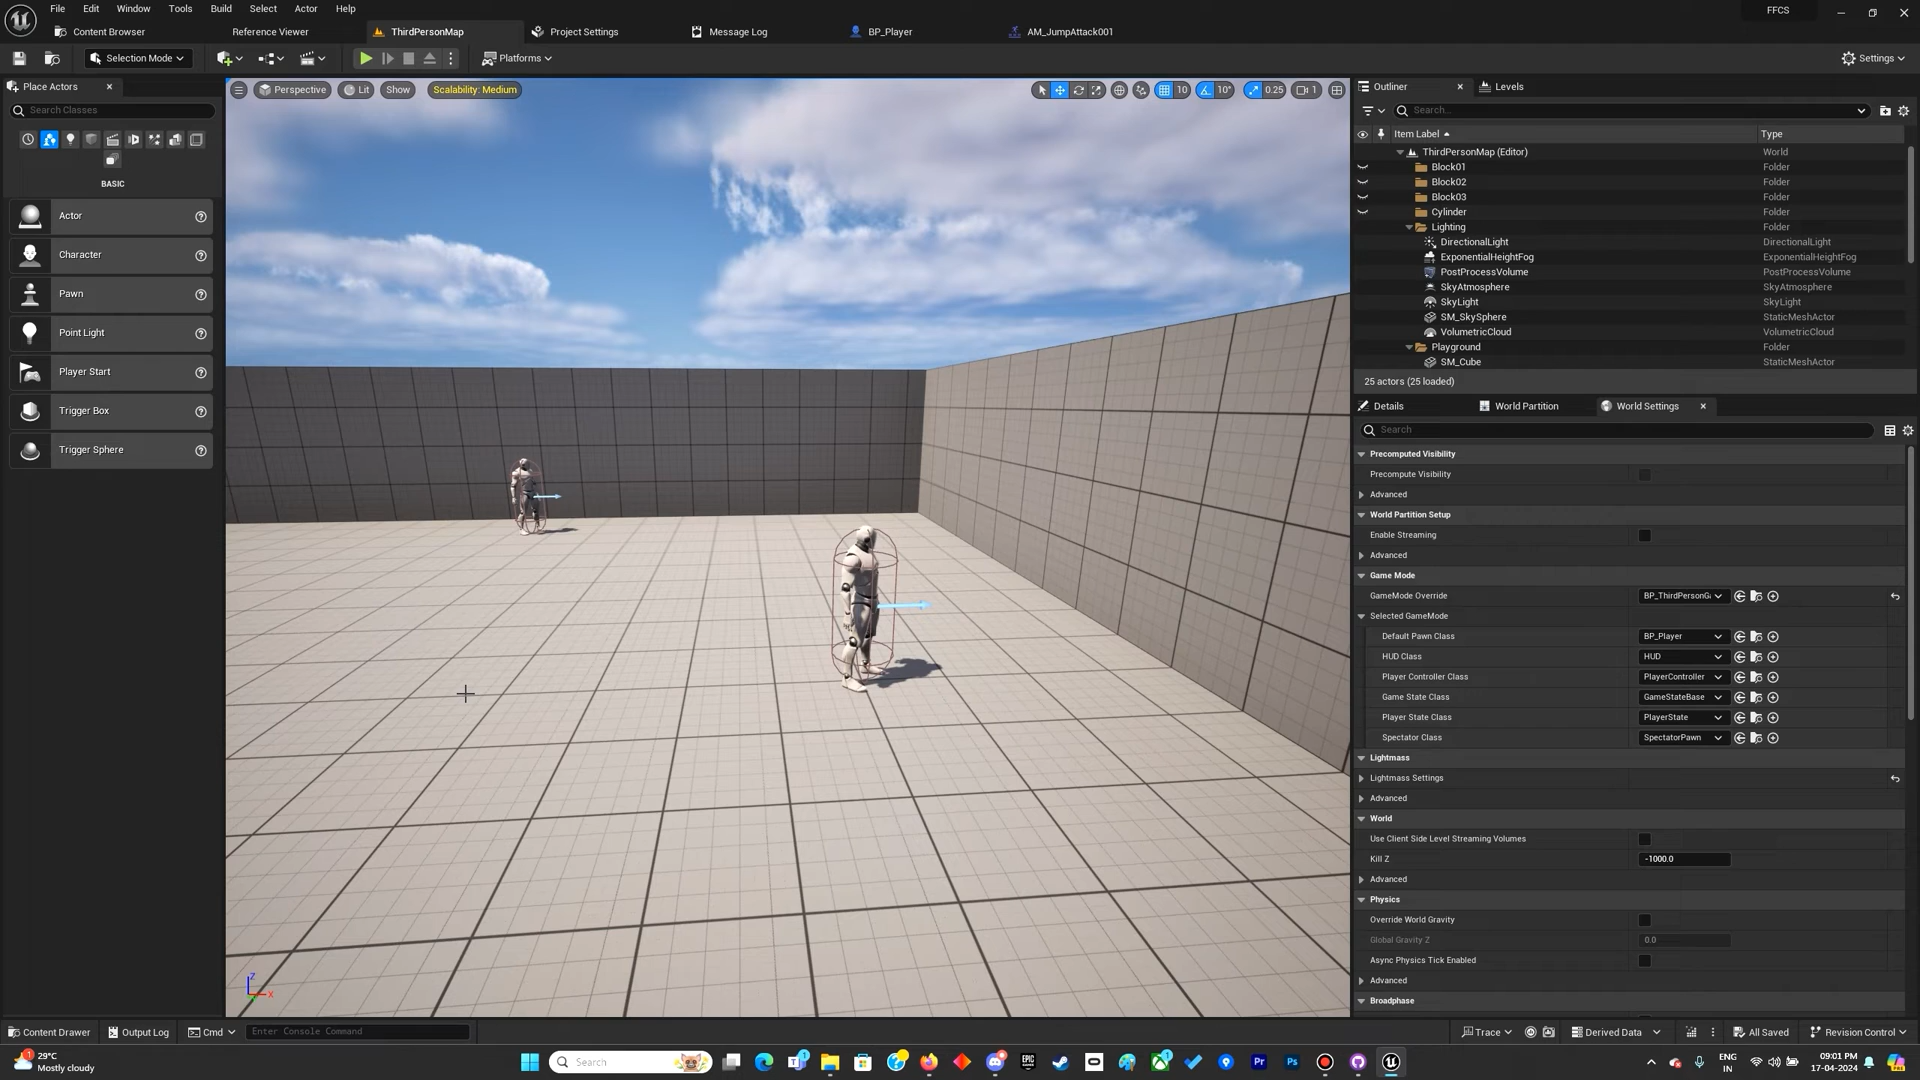 File Edit Window Tools Build Select Actor Help
FFCS
Content Browser Reference Viewer ThirdPersonMap Project Settings Message Log BP_Player AM_JumpAttack001
Selection Mode Platforms Settings
Place Actors
Search Classes
BASIC
Actor
Character
Pawn
Point Light
Player Start
Trigger Box
Trigger Sphere
Perspective Lit Show Scalability: Medium 10 10° 0.25 1
Z
X
Outliner Levels
Search...
Item Label Type
ThirdPersonMap (Editor) World
Block01 Folder
Block02 Folder
Block03 Folder
Cylinder Folder
Lighting Folder
DirectionalLight DirectionalLight
ExponentialHeightFog ExponentialHeightFog
PostProcessVolume PostProcessVolume
SkyAtmosphere SkyAtmosphere
SkyLight SkyLight
SM_SkySphere StaticMeshActor
VolumetricCloud VolumetricCloud
Playground Folder
SM_Cube StaticMeshActor
25 actors (25 loaded)
Details World Partition World Settings
Search
Precomputed Visibility
Precompute Visibility
Advanced
World Partition Setup
Enable Streaming
Advanced
Game Mode
GameMode Override BP_ThirdPersonG
Selected GameMode
Default Pawn Class BP_Player
HUD Class HUD
Player Controller Class PlayerController
Game State Class GameStateBase
Player State Class PlayerState
Spectator Class SpectatorPawn
Lightmass
Lightmass Settings
Advanced
World
Use Client Side Level Streaming Volumes
Kill Z -1000.0
Advanced
Physics
Override World Gravity
Global Gravity Z 0.0
Async Physics Tick Enabled
Advanced
Broadphase
Content Drawer Output Log Cmd Enter Console Command Trace Derived Data All Saved Revision Control
29°C
Mostly cloudy
Search
ENG
IN
09:01 PM
17-04-2024